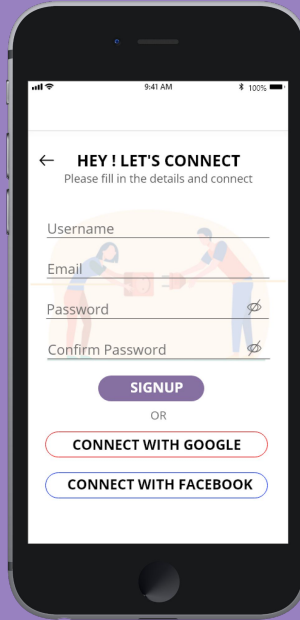 9:41 AM
100%
HEY ! LET'S CONNECT
Please fill in the details and connect
Username
Email
Password
Confirm Password
SIGNUP
OR
CONNECT WITH GOOGLE
CONNECT WITH FACEBOOK